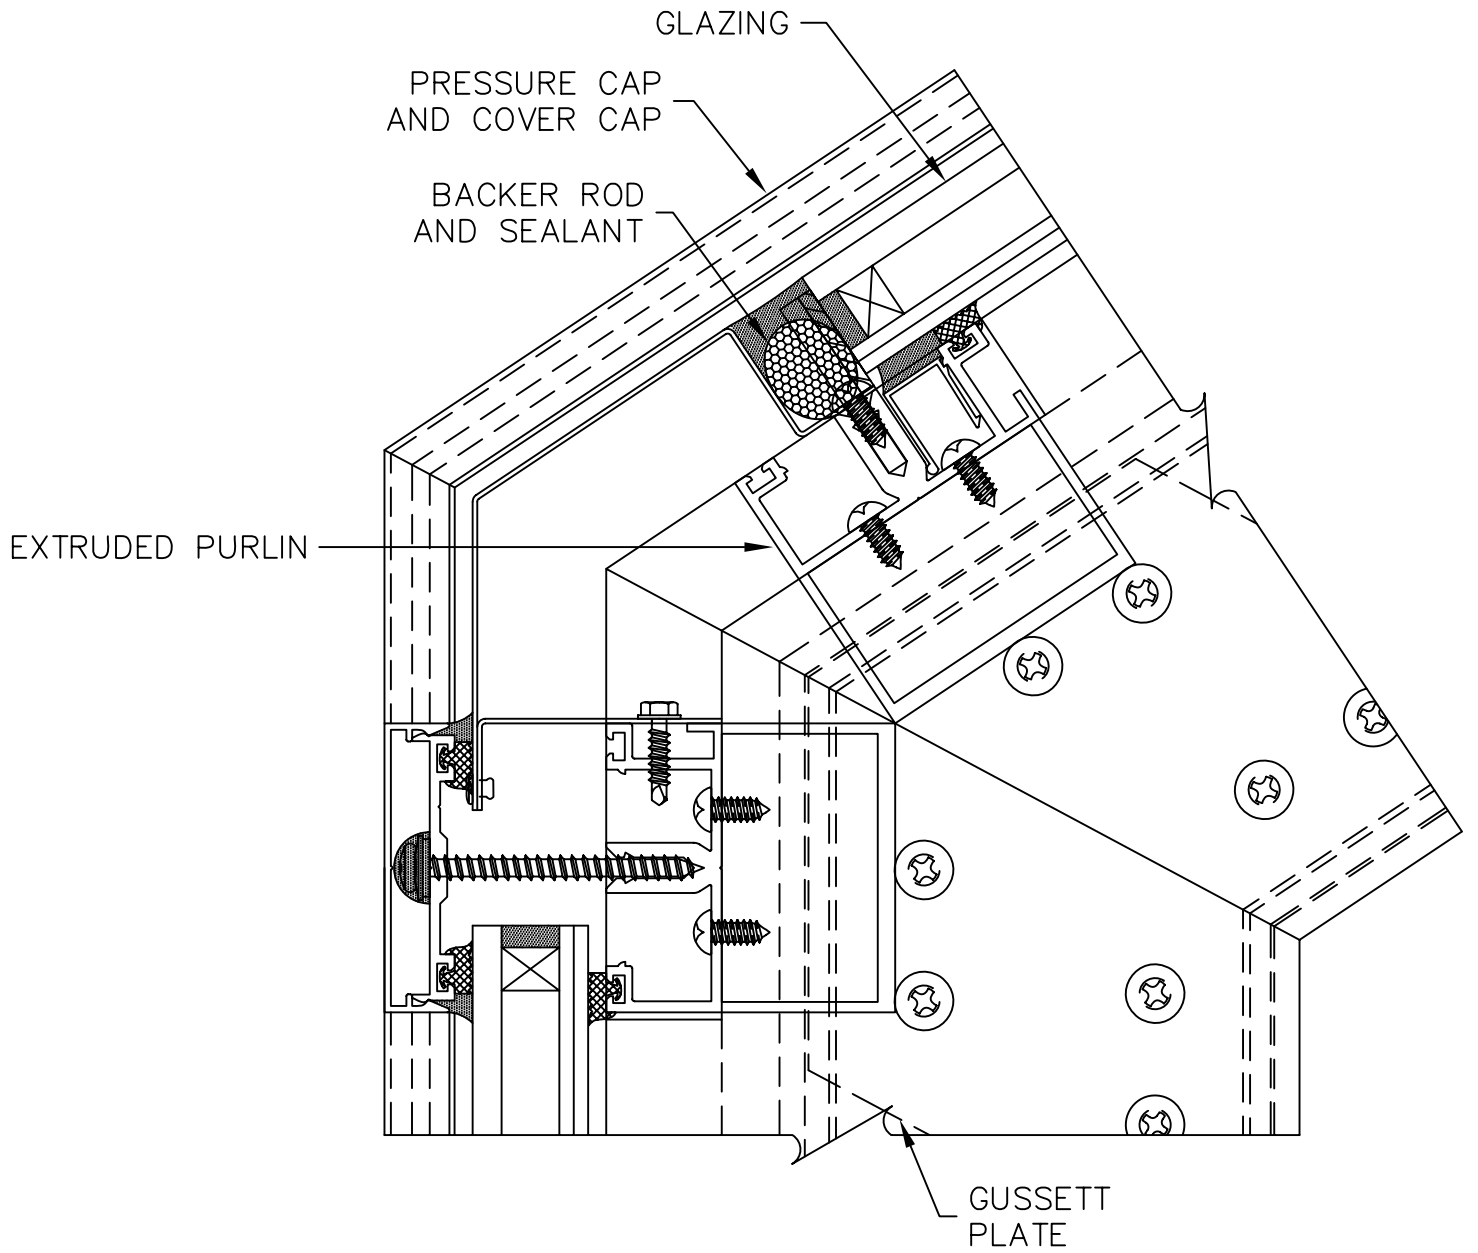 GLAZING
PRESSURE CAP
AND COVER CAP
BACKER ROD
AND SEALANT
EXTRUDED PURLIN
GUSSETT
PLATE